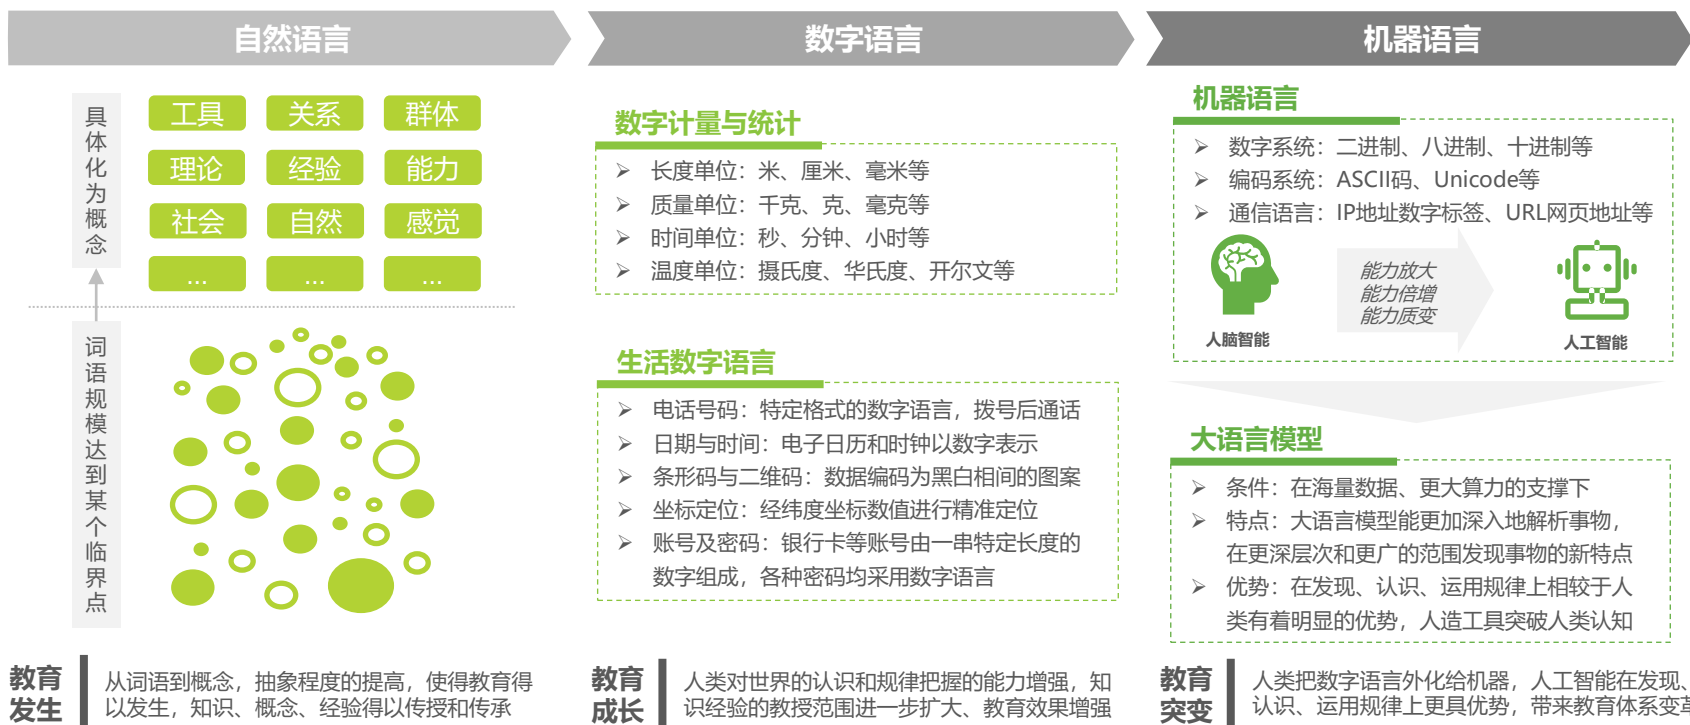 自然语言
数字语言
机器语言
具体化为概念
工具
关系
群体
理论
经验
能力
社会
自然
感觉
...
...
...
词语规模达到某个临界点
数字计量与统计
长度单位：米、厘米、毫米等
质量单位：千克、克、毫克等
时间单位：秒、分钟、小时等
温度单位：摄氏度、华氏度、开尔文等
生活数字语言
电话号码：特定格式的数字语言，拨号后通话
日期与时间：电子日历和时钟以数字表示
条形码与二维码：数据编码为黑白相间的图案
坐标定位：经纬度坐标数值进行精准定位
账号及密码：银行卡等账号由一串特定长度的
数字组成，各种密码均采用数字语言
机器语言
数字系统：二进制、八进制、十进制等
编码系统：ASCII码、Unicode等
通信语言：IP地址数字标签、URL网页地址等
能力放大
能力倍增
能力质变
人脑智能
人工智能
大语言模型
条件：在海量数据、更大算力的支撑下
特点：大语言模型能更加深入地解析事物，
在更深层次和更广的范围发现事物的新特点
优势：在发现、认识、运用规律上相较于人
类有着明显的优势，人造工具突破人类认知
教育
发生
从词语到概念，抽象程度的提高，使得教育得
以发生，知识、概念、经验得以传授和传承
教育
成长
人类对世界的认识和规律把握的能力增强，知
识经验的教授范围进一步扩大、教育效果增强
教育
突变
人类把数字语言外化给机器，人工智能在发现、
认识、运用规律上更具优势，带来教育体系变革